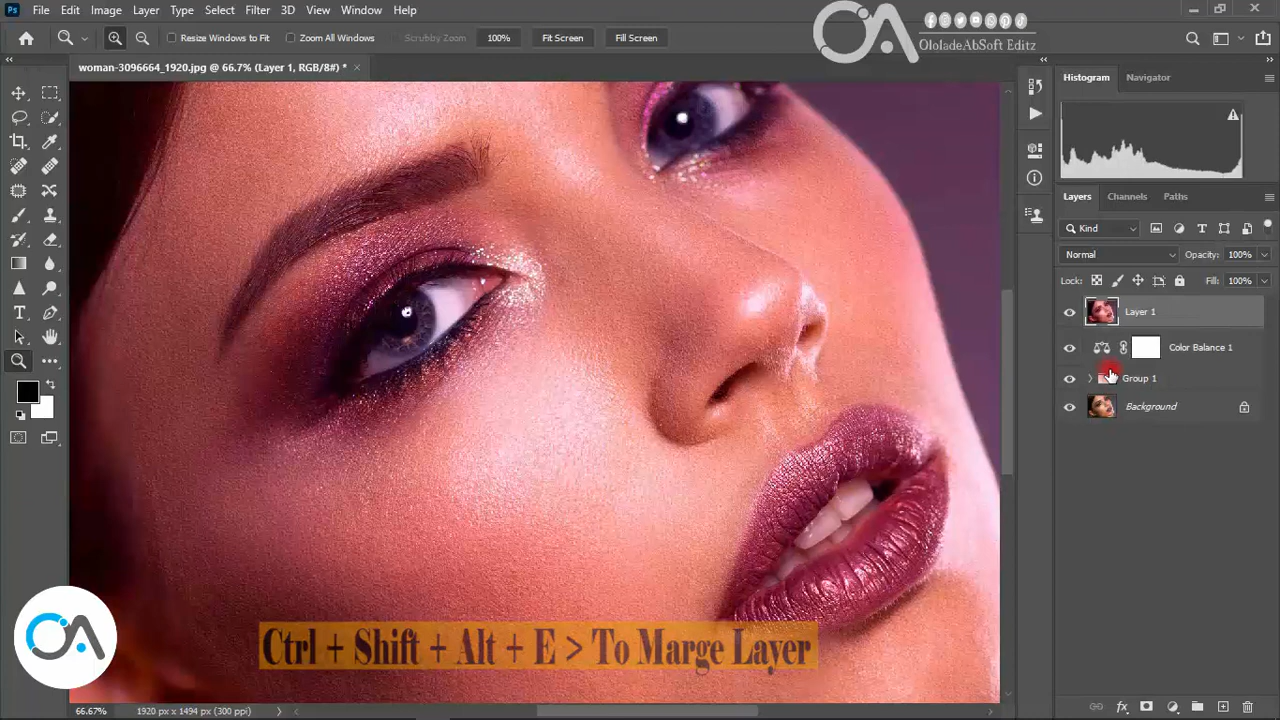 Ps File Edit Image Layer Type Select Filter 3D View Window Help
Resize Windows to Fit All Windows Scrubby Zoom 100% Fit Screen Fill Screen
OA
OloladeAbSoft Editz
woman-3096664_1920.jpg @ 66.7% (Layer 1, RGB/8#) *
Histogram Navigator
Layers Channels Paths
Kind
Normal Opacity: 100%
Lock: Fill: 100%
Layer 1
Color Balance 1
Group 1
Background
OA
Ctrl + Shift + Alt + E > To Marge Layer
66.67% 1920 px x 1494 px (300 ppi)